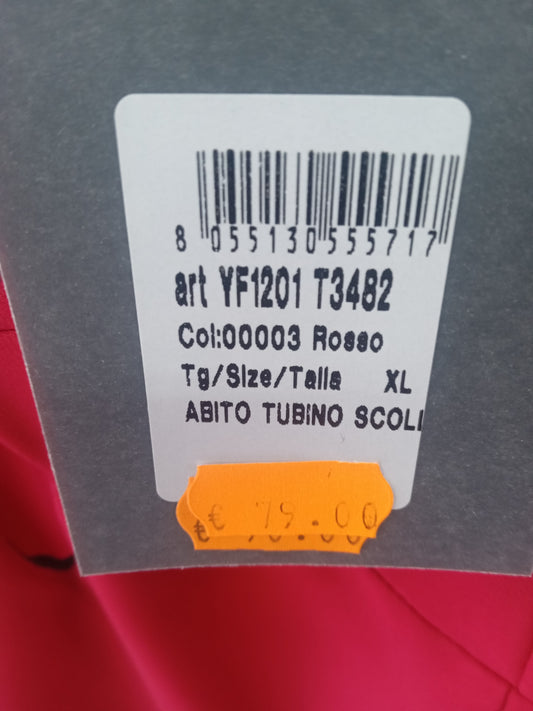 8 055130 555717
art YF1201 T3482
Col:00003 Rosso
Tg/Size/Talla XL
ABITO TUBINO SCOLL
€ 79.00